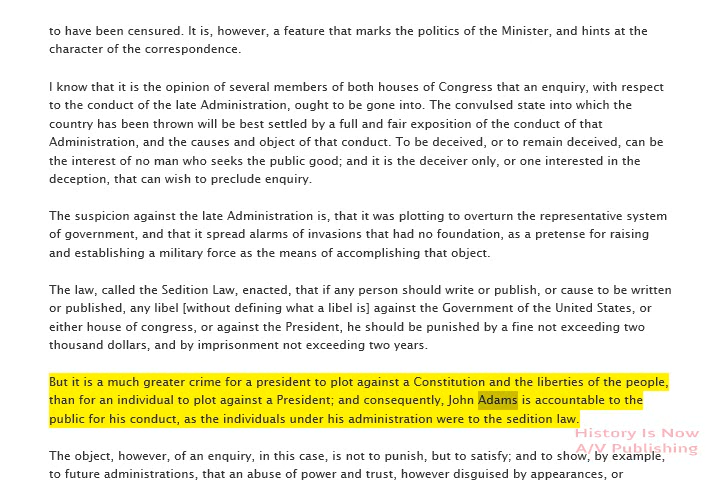 to have been censured. It is, however, a feature that marks the politics of the Minister, and hints at the
character of the correspondence.
I know that it is the opinion of several members of both houses of Congress that an enquiry, with respect
to the conduct of the late Administration, ought to be gone into. The convulsed state into which the
country has been thrown will be best settled by a full and fair exposition of the conduct of that
Administration, and the causes and object of that conduct. To be deceived, or to remain deceived, can be
the interest of no man who seeks the public good; and it is the deceiver only, or one interested in the
deception, that can wish to preclude enquiry.
The suspicion against the late Administration is, that it was plotting to overturn the representative system
of government, and that it spread alarms of invasions that had no foundation, as a pretense for raising
and establishing a military force as the means of accomplishing that object.
The law, called the Sedition Law, enacted, that if any person should write or publish, or cause to be written
or published, any libel [without defining what a libel is] against the Government of the United States, or
either house of congress, or against the President, he should be punished by a fine not exceeding two
thousand dollars, and by imprisonment not exceeding two years.
But it is a much greater crime for a president to plot against a Constitution and the liberties of the people,
than for an individual to plot against a President; and consequently, John Adams is accountable to the
public for his conduct, as the individuals under his administration were to the sedition law.
History Is Now
A/V Publishing
The object, however, of an enquiry, in this case, is not to punish, but to satisfy; and to show, by example,
to future administrations, that an abuse of power and trust, however disguised by appearances, or